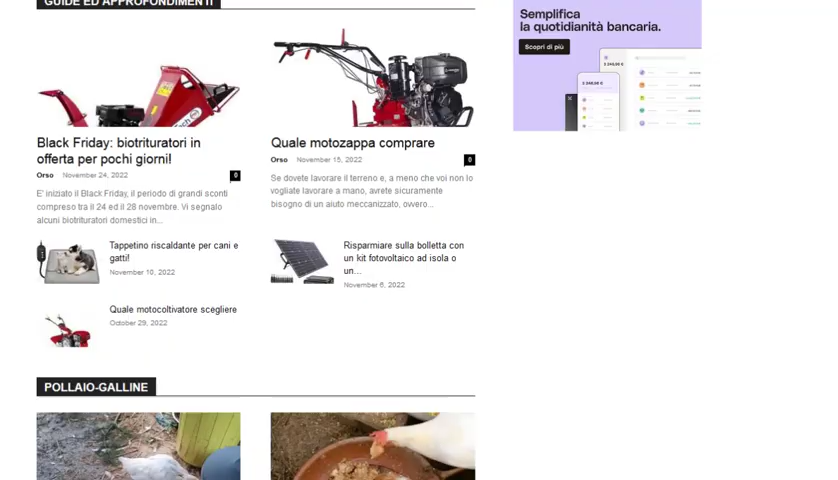 GUIDE ED APPROFONDIMENTI
Semplifica
la quotidianità bancaria.
Scopri di più
Black Friday: biotrituratori in
offerta per pochi giorni!
Orso November 24, 2022 0
E' iniziato il Black Friday, il periodo di grandi sconti
compreso tra il 24 ed il 28 novembre. Vi segnalo
alcuni biotrituratori domestici in...
Quale motozappa comprare
Orso November 15, 2022 0
Se dovete lavorare il terreno e, a meno che voi non lo
vogliate lavorare a mano, avrete sicuramente
bisogno di un aiuto meccanizzato, ovvero...
Tappetino riscaldante per cani e
gatti!
November 10, 2022
Risparmiare sulla bolletta con
un kit fotovoltaico ad isola o
un...
November 6, 2022
Quale motocoltivatore scegliere
October 29, 2022
POLLAIO-GALLINE